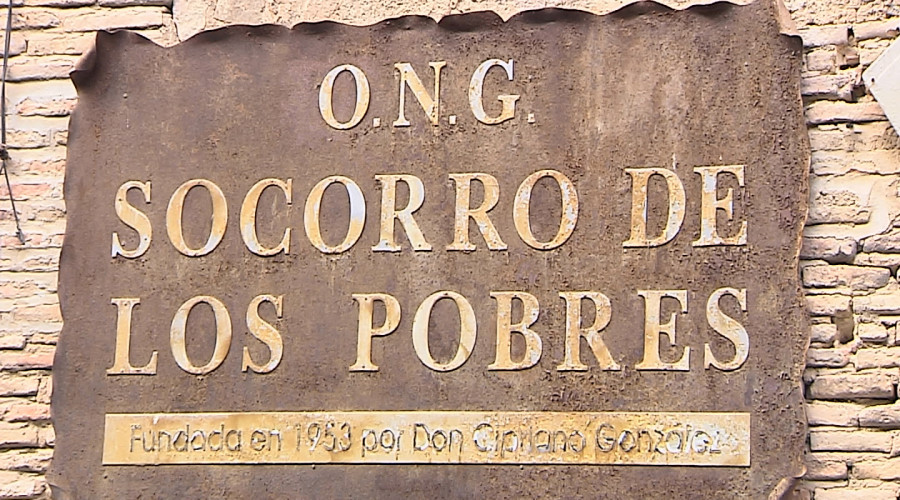 O.N.G.
SOCORRO DE
LOS POBRES
Fundada en 1953 por Don Cipriano González